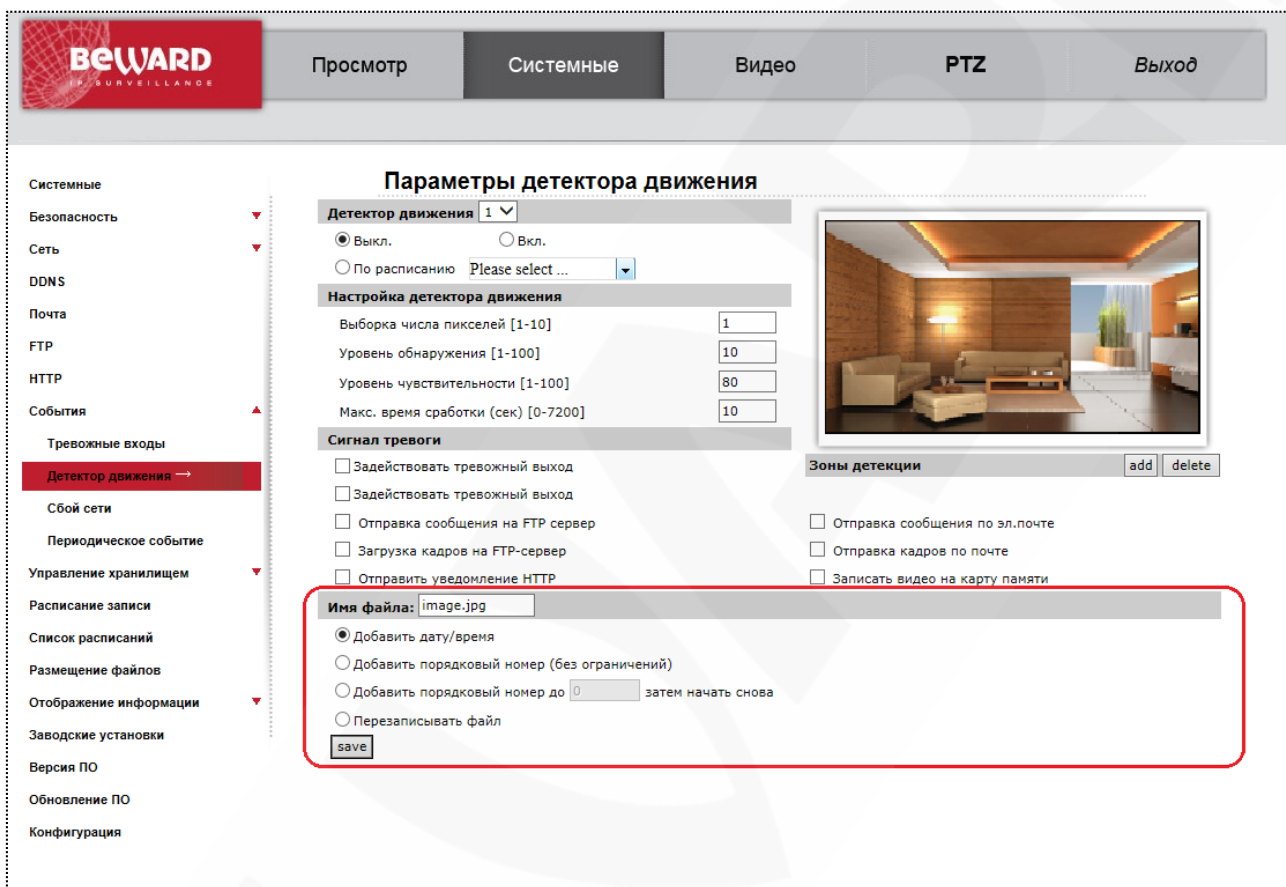 BEWARD
IP SURVEILLANCE
Просмотр
Системные
Видео
PTZ
Выход
Системные
Безопасность
Сеть
DDNS
Почта
FTP
HTTP
События
Тревожные входы
Детектор движения →
Сбой сети
Периодическое событие
Управление хранилищем
Расписание записи
Список расписаний
Размещение файлов
Отображение информации
Заводские установки
Версия ПО
Обновление ПО
Конфигурация
Параметры детектора движения
Детектор движения 1
Выкл. Вкл.
По расписанию Please select ...
Настройка детектора движения
Выборка числа пикселей [1-10] 1
Уровень обнаружения [1-100] 10
Уровень чувствительности [1-100] 80
Макс. время сработки (сек) [0-7200] 10
Сигнал тревоги
Задействовать тревожный выход
Зоны детекции add delete
Задействовать тревожный выход
Отправка сообщения на FTP сервер
Отправка сообщения по эл.почте
Загрузка кадров на FTP-сервер
Отправка кадров по почте
Отправить уведомление HTTP
Записать видео на карту памяти
Имя файла: image.jpg
Добавить дату/время
Добавить порядковый номер (без ограничений)
Добавить порядковый номер до 0 затем начать снова
Перезаписывать файл
save